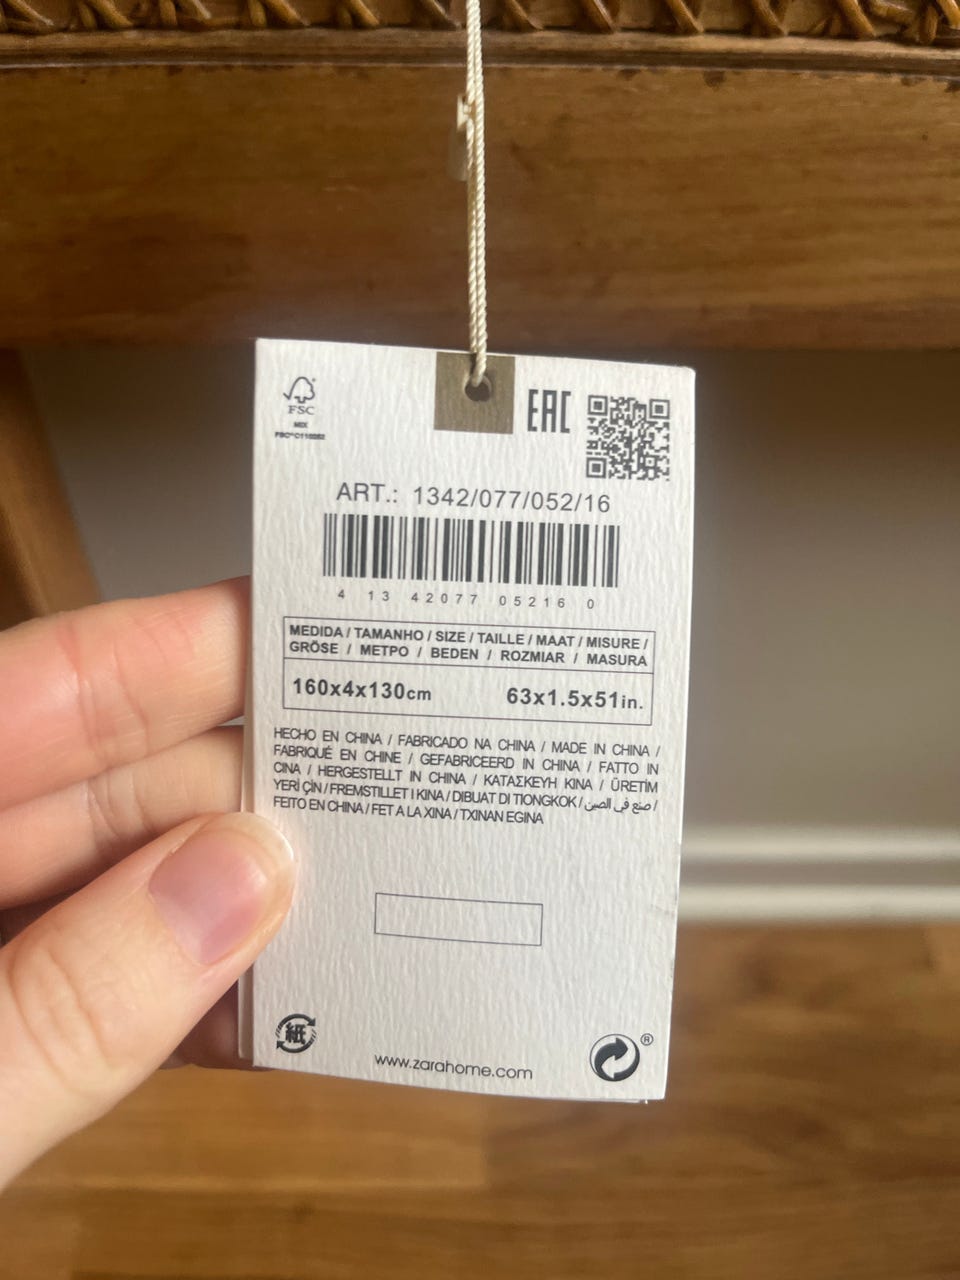 FSC
MIX
EAC
ART.: 1342/077/052/16
4 13 42077 05216 0
MEDIDA / TAMANHO / SIZE / TAILLE / MAAT / MISURE /
GRÖSE / METPO / BEDEN / ROZMIAR / MASURA
160x4x130cm 63x1.5x51in.
HECHO EN CHINA / FABRICADO NA CHINA / MADE IN CHINA /
FABRIQUÉ EN CHINE / GEFABRICEERD IN CHINA / FATTO IN
CINA / HERGESTELLT IN CHINA / ΚΑΤΑΣΚΕΥΗ ΚΙΝΑ / ÜRETİM
YERİ ÇİN / FREMSTILLET I KINA / DIBUAT DI TIONGKOK / صنع في الصين /
FEITO EN CHINA / FET A LA XINA / TXINAN EGINA
紙
®
www.zarahome.com